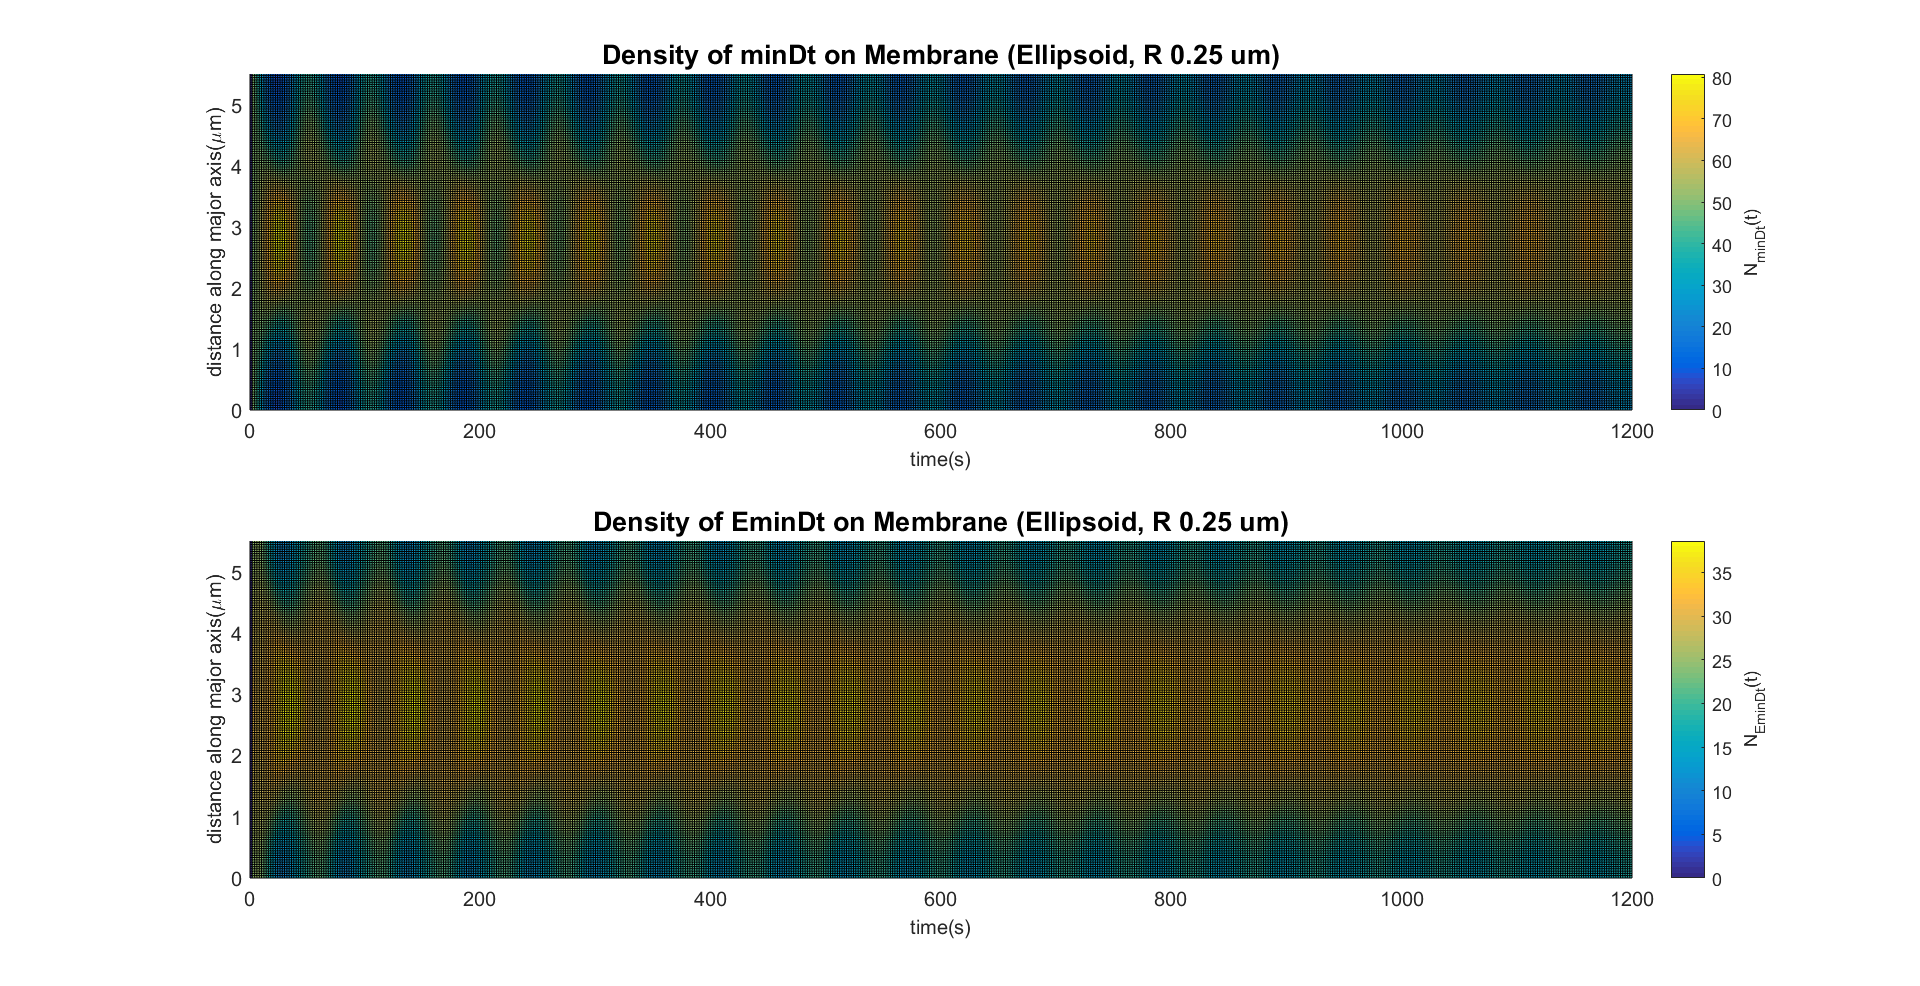 Density of minDt on Membrane (Ellipsoid, R 0.25 um)
distance along major axis(μm)
5
4
3
2
1
0
0 200 400 600 800 1000 1200
time(s)
80
70
60
50
40
30
20
10
0
N_minDt(t)
Density of EminDt on Membrane (Ellipsoid, R 0.25 um)
distance along major axis(μm)
5
4
3
2
1
0
0 200 400 600 800 1000 1200
time(s)
35
30
25
20
15
10
5
0
N_EminDt(t)